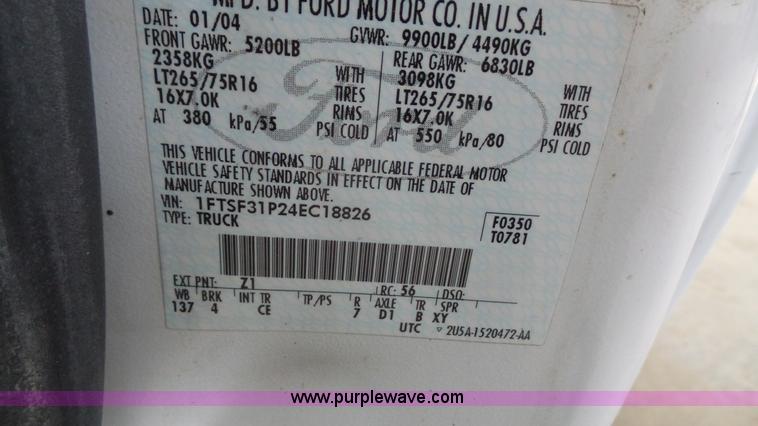 MFD. BY FORD MOTOR CO. IN U.S.A.
DATE: 01/04 GVWR: 9900LB/ 4490KG
FRONT GAWR: 5200LB REAR GAWR: 6830LB
2358KG WITH 3098KG WITH
LT265/75R16 TIRES LT265/75R16 TIRES
16X7.0K RIMS 16X7.0K RIMS
AT 380 kPa/55 PSI COLD AT 550 kPa/80 PSI COLD
Ford
THIS VEHICLE CONFORMS TO ALL APPLICABLE FEDERAL MOTOR
VEHICLE SAFETY STANDARDS IN EFFECT ON THE DATE OF
MANUFACTURE SHOWN ABOVE.
VIN: 1FTSF31P24EC18826 F0350
TYPE: TRUCK T0781
EXT PNT: Z1 RC: 56 DSO:
WB BRK INT TR TP/PS R AXLE TR SPR
137 4 CE 7 D1 B XY
UTC ▽ 2U5A-1520472-AA
www.purplewave.com